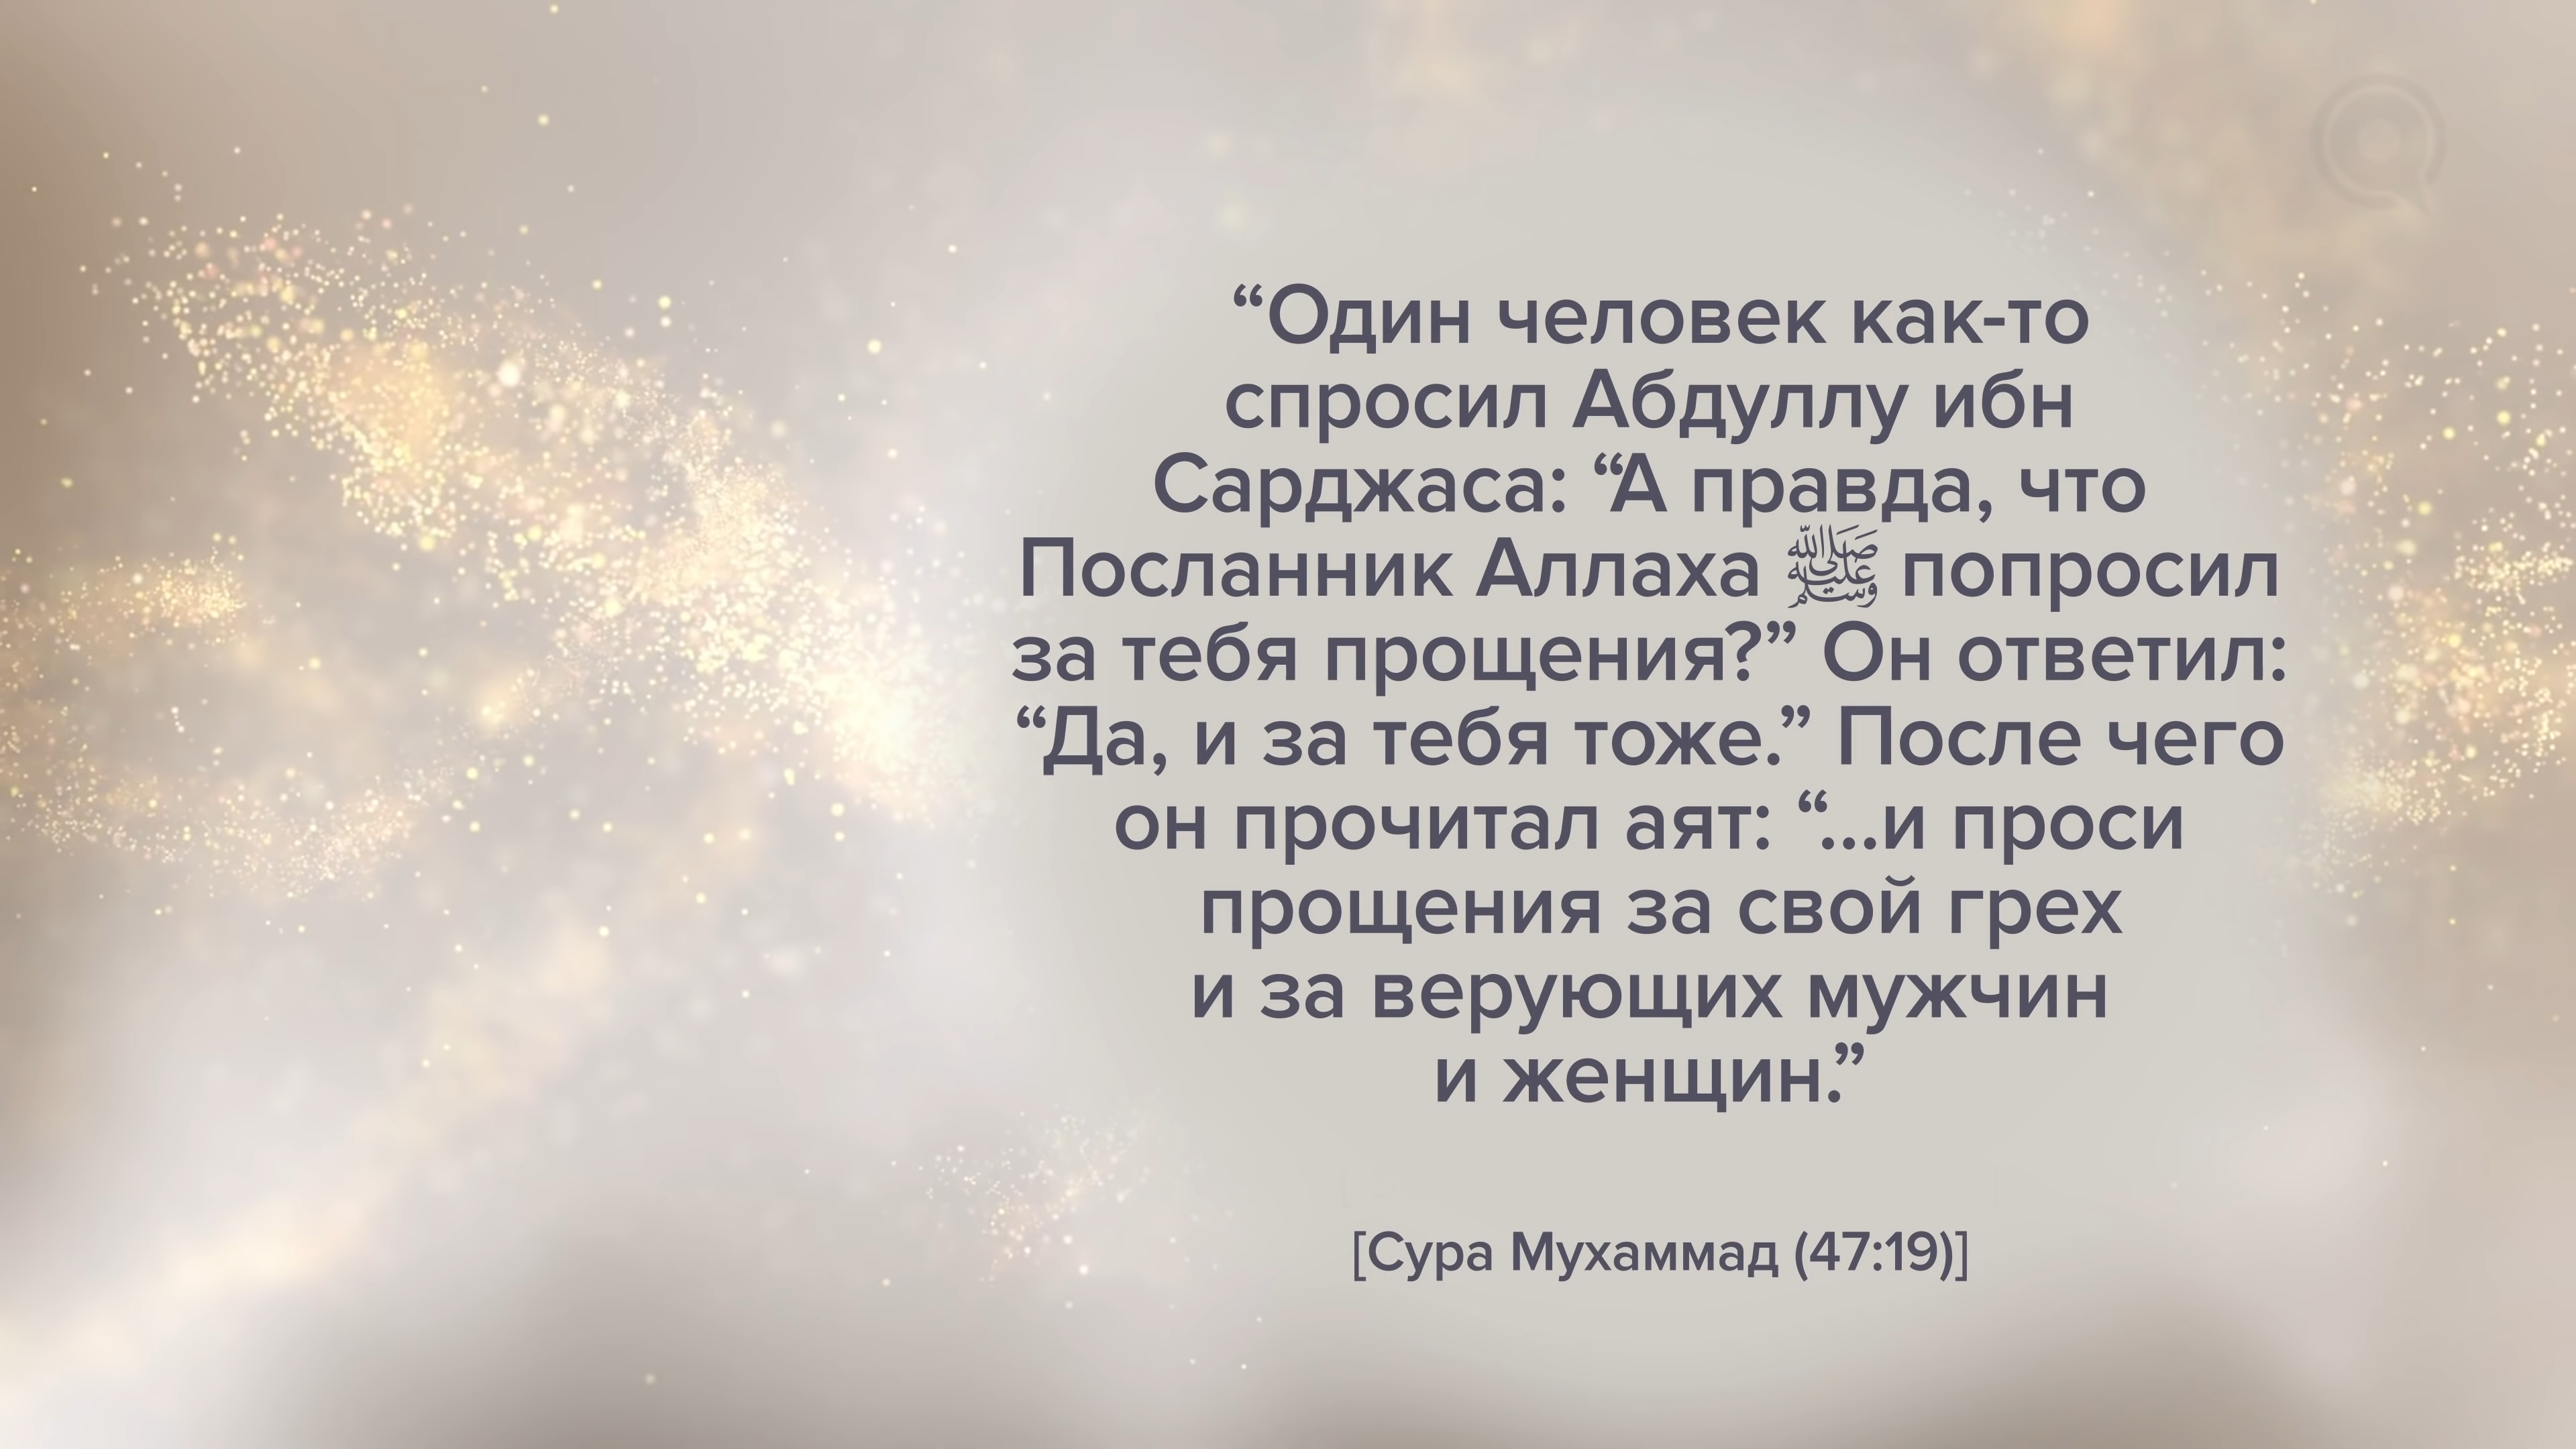 “Один человек как-то
спросил Абдуллу ибн
Сарджаса: “А правда, что
Посланник Аллаха ﷺ попросил
за тебя прощения?” Он ответил:
“Да, и за тебя тоже.” После чего
он прочитал аят: “...и проси
прощения за свой грех
и за верующих мужчин
и женщин.”
[Сура Мухаммад (47:19)]